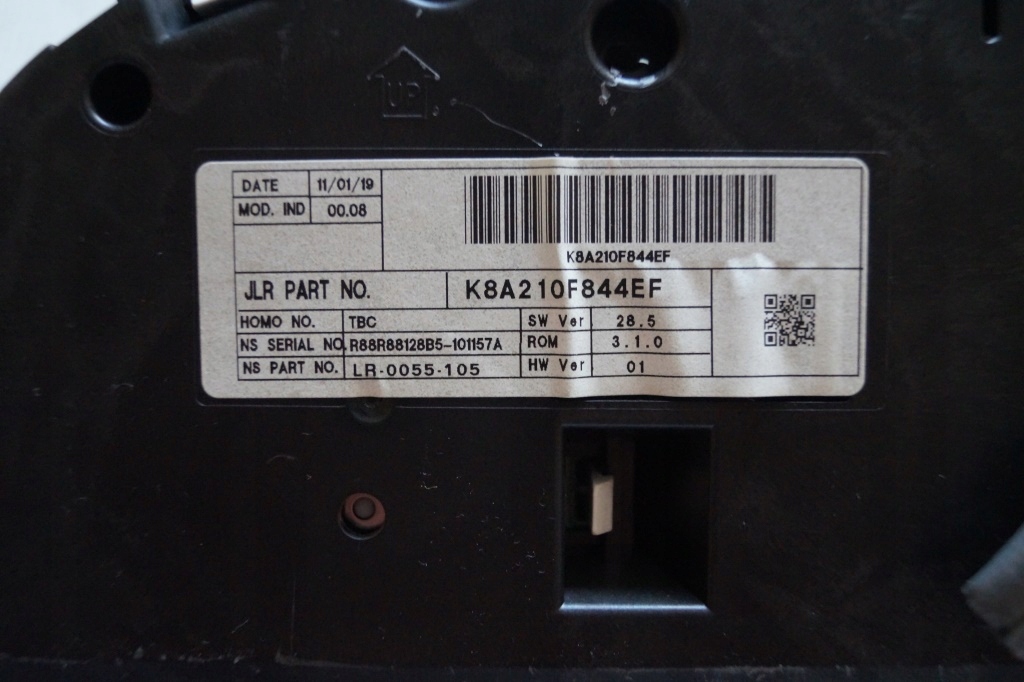 UP
DATE 11/01/19
MOD. IND 00.08
K8A210F844EF
JLR PART NO. K8A210F844EF
HOMO NO. TBC SW Ver 28.5
NS SERIAL NO. R88R88128B5-101157A ROM 3.1.0
NS PART NO. LR-0055-105 HW Ver 01